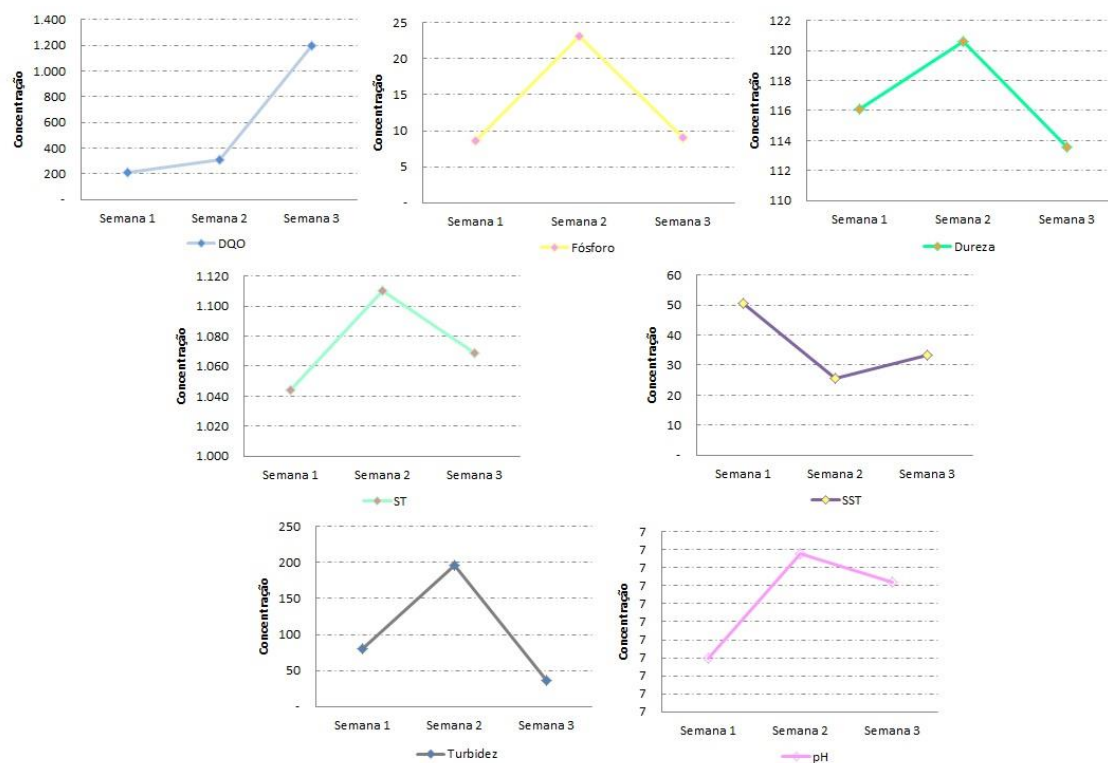 Concentração
1.400
1.200
1.000
800
600
400
200
-
Semana 1 Semana 2 Semana 3
DQO
Concentração
25
20
15
10
5
-
Semana 1 Semana 2 Semana 3
Fósforo
Concentração
122
120
118
116
114
112
110
Semana 1 Semana 2 Semana 3
Dureza
Concentração
1.120
1.100
1.080
1.060
1.040
1.020
1.000
Semana 1 Semana 2 Semana 3
ST
Concentração
60
50
40
30
20
10
-
Semana 1 Semana 2 Semana 3
SST
Concentração
250
200
150
100
50
-
Semana 1 Semana 2 Semana 3
Turbidez
Concentração
7
7
7
7
7
7
7
7
7
7
7
Semana 1 Semana 2 Semana 3
pH